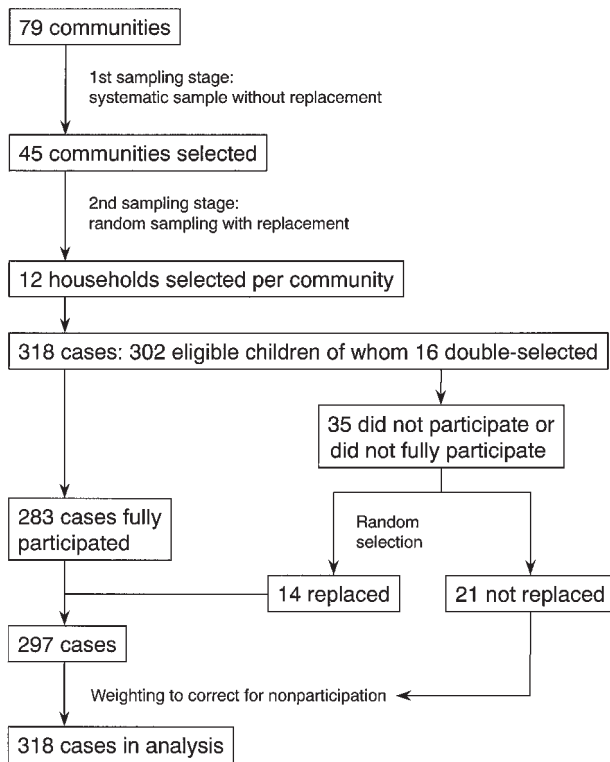 79 communities
1st sampling stage:
systematic sample without replacement
45 communities selected
2nd sampling stage:
random sampling with replacement
12 households selected per community
318 cases: 302 eligible children of whom 16 double-selected
35 did not participate or
did not fully participate
283 cases fully
participated
Random
selection
14 replaced
21 not replaced
297 cases
Weighting to correct for nonparticipation
318 cases in analysis